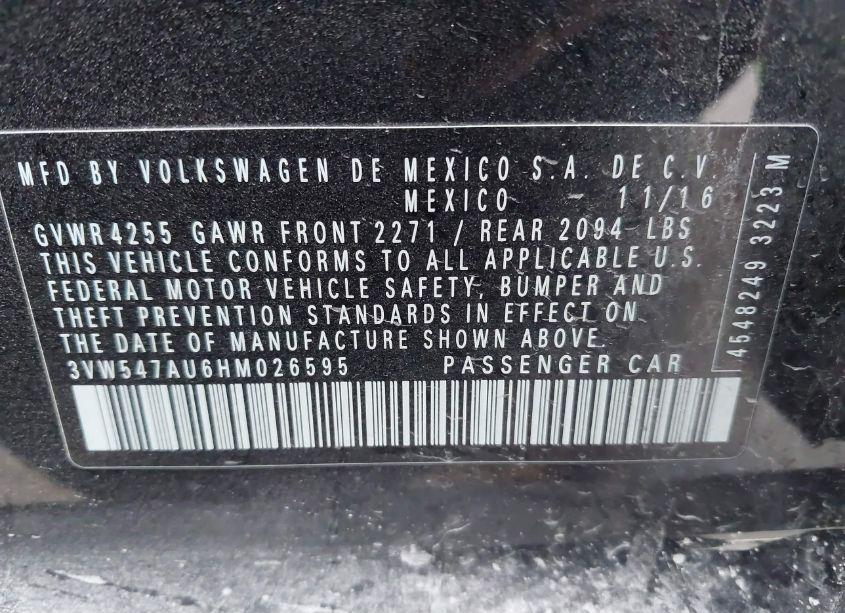 MFD BY VOLKSWAGEN DE MEXICO S.A. DE C.V.
MEXICO 11/16
GVWR 4255 GAWR FRONT 2271 / REAR 2094 LBS
THIS VEHICLE CONFORMS TO ALL APPLICABLE U.S.
FEDERAL MOTOR VEHICLE SAFETY, BUMPER AND
THEFT PREVENTION STANDARDS IN EFFECT ON
THE DATE OF MANUFACTURE SHOWN ABOVE.
3VW547AU6HM026595 PASSENGER CAR
4548249 3223 M